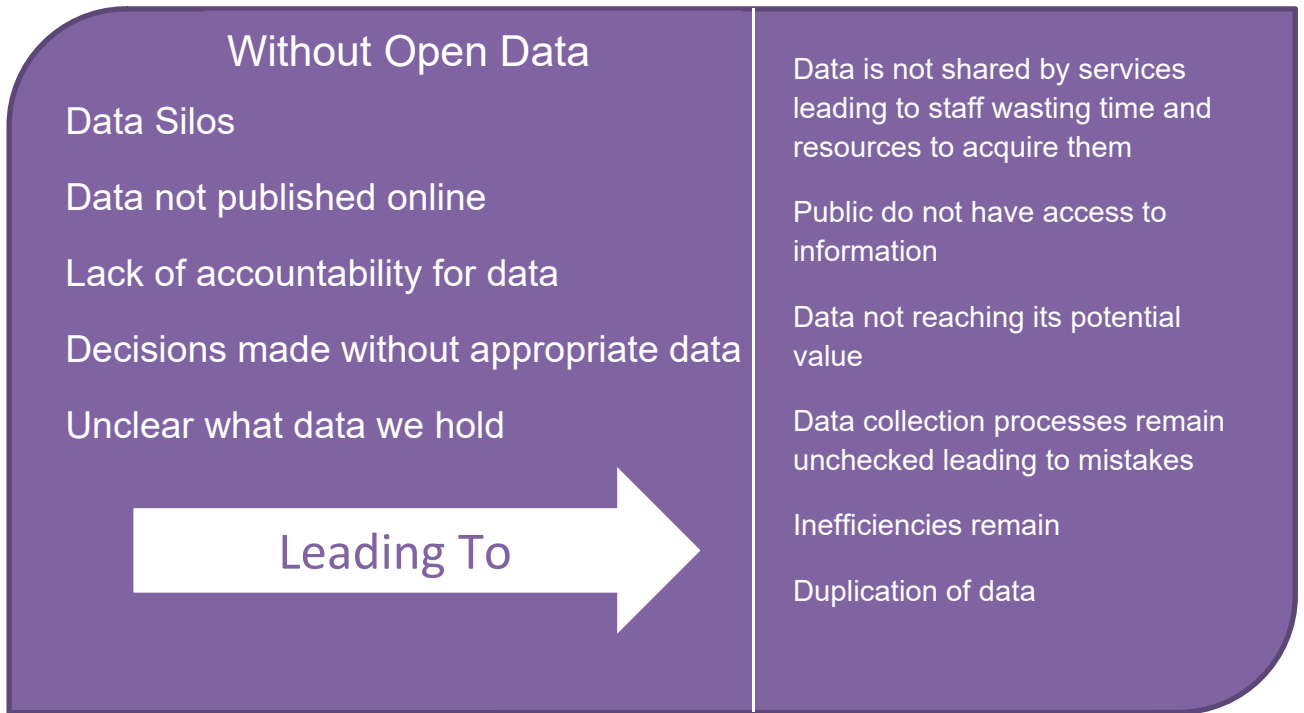 Without Open Data
Data Silos
Data not published online
Lack of accountability for data
Decisions made without appropriate data
Unclear what data we hold
Leading To
Data is not shared by services
leading to staff wasting time and
resources to acquire them
Public do not have access to
information
Data not reaching its potential
value
Data collection processes remain
unchecked leading to mistakes
Inefficiencies remain
Duplication of data